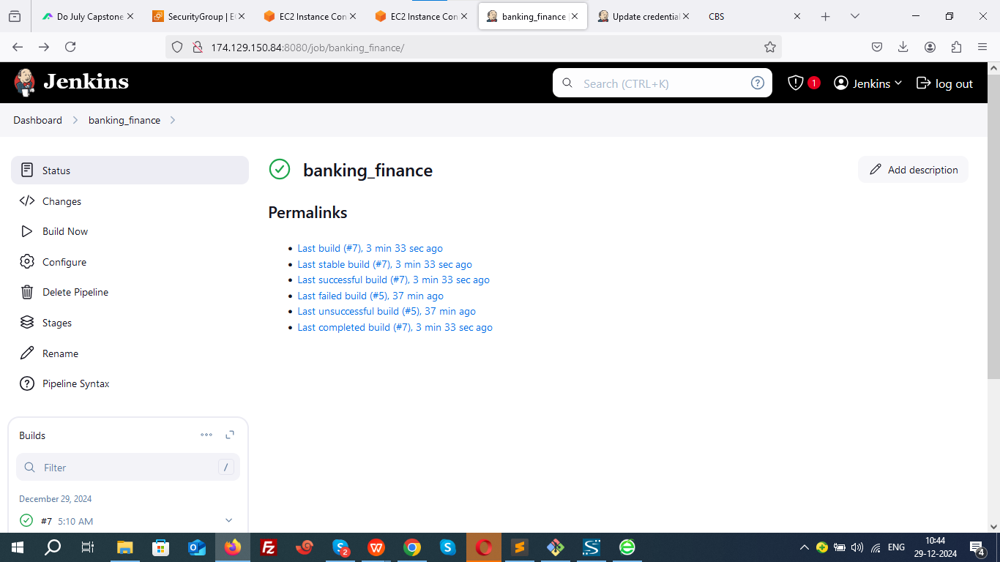 Do July Capstone
SecurityGroup | E
EC2 Instance Con
EC2 Instance Con
banking_finance
Update credential
CBS
174.129.150.84:8080/job/banking_finance/
Jenkins
Search (CTRL+K)
?
1
Jenkins
log out
Dashboard
banking_finance
Status
Changes
Build Now
Configure
Delete Pipeline
Stages
Rename
Pipeline Syntax
banking_finance
Add description
Permalinks
Last build (#7), 3 min 33 sec ago
Last stable build (#7), 3 min 33 sec ago
Last successful build (#7), 3 min 33 sec ago
Last failed build (#5), 37 min ago
Last unsuccessful build (#5), 37 min ago
Last completed build (#7), 3 min 33 sec ago
Builds
Filter
/
December 29, 2024
#7 5:10 AM
2
ENG
10:44
29-12-2024
4